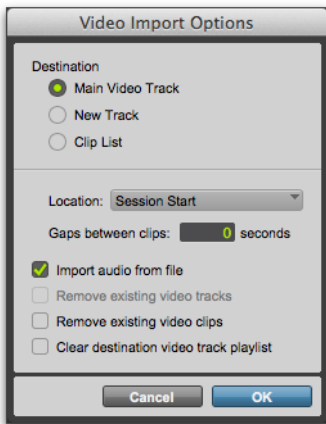 Video Import Options
Destination
Main Video Track
New Track
Clip List
Location: Session Start
Gaps between clips: 0 seconds
Import audio from file
Remove existing video tracks
Remove existing video clips
Clear destination video track playlist
Cancel OK